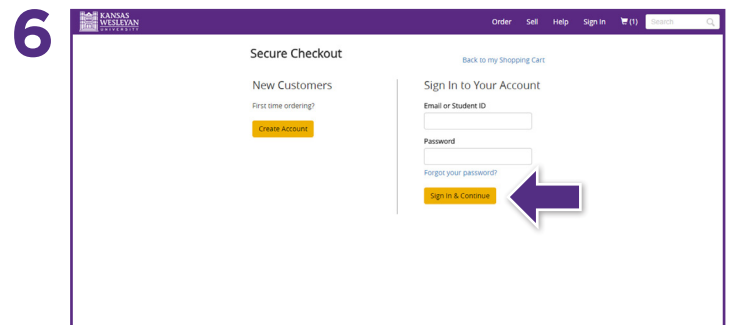 6
KANSAS
WESLEYAN
UNIVERSITY
Order Sell Help Sign In (1) Search
Secure Checkout
Back to my Shopping Cart
New Customers
First time ordering?
Create Account
Sign In to Your Account
Email or Student ID
Password
Forgot your password?
Sign In & Continue